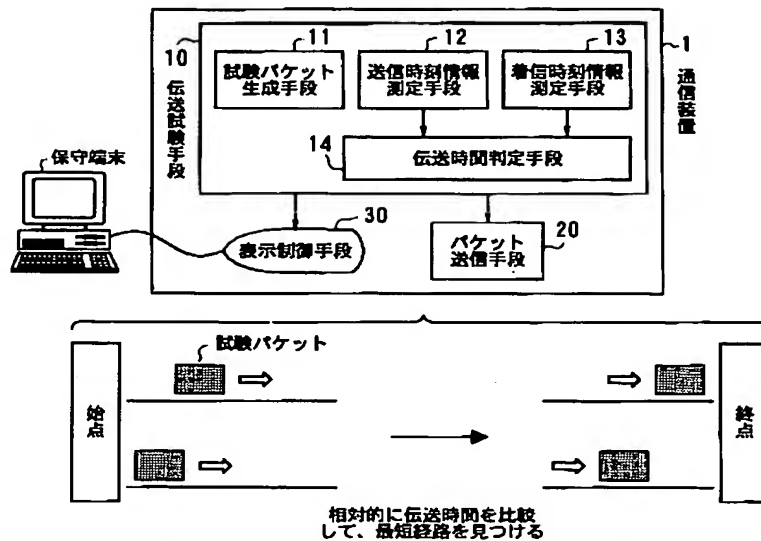 10
伝送試験手段
11
試験パケット
生成手段
12
送信時刻情報
測定手段
13
着信時刻情報
測定手段
1
通信装置
14
伝送時間判定手段
保守端末
30
表示制御手段
20
パケット
送信手段
試験パケット
始点
終点
相対的に伝送時間を比較
して、最短経路を見つける